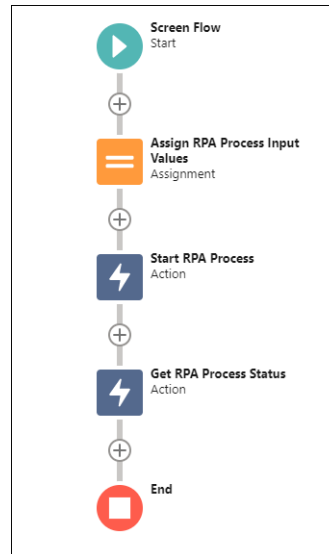 Screen Flow
Start
Assign RPA Process Input
Values
Assignment
Start RPA Process
Action
Get RPA Process Status
Action
End